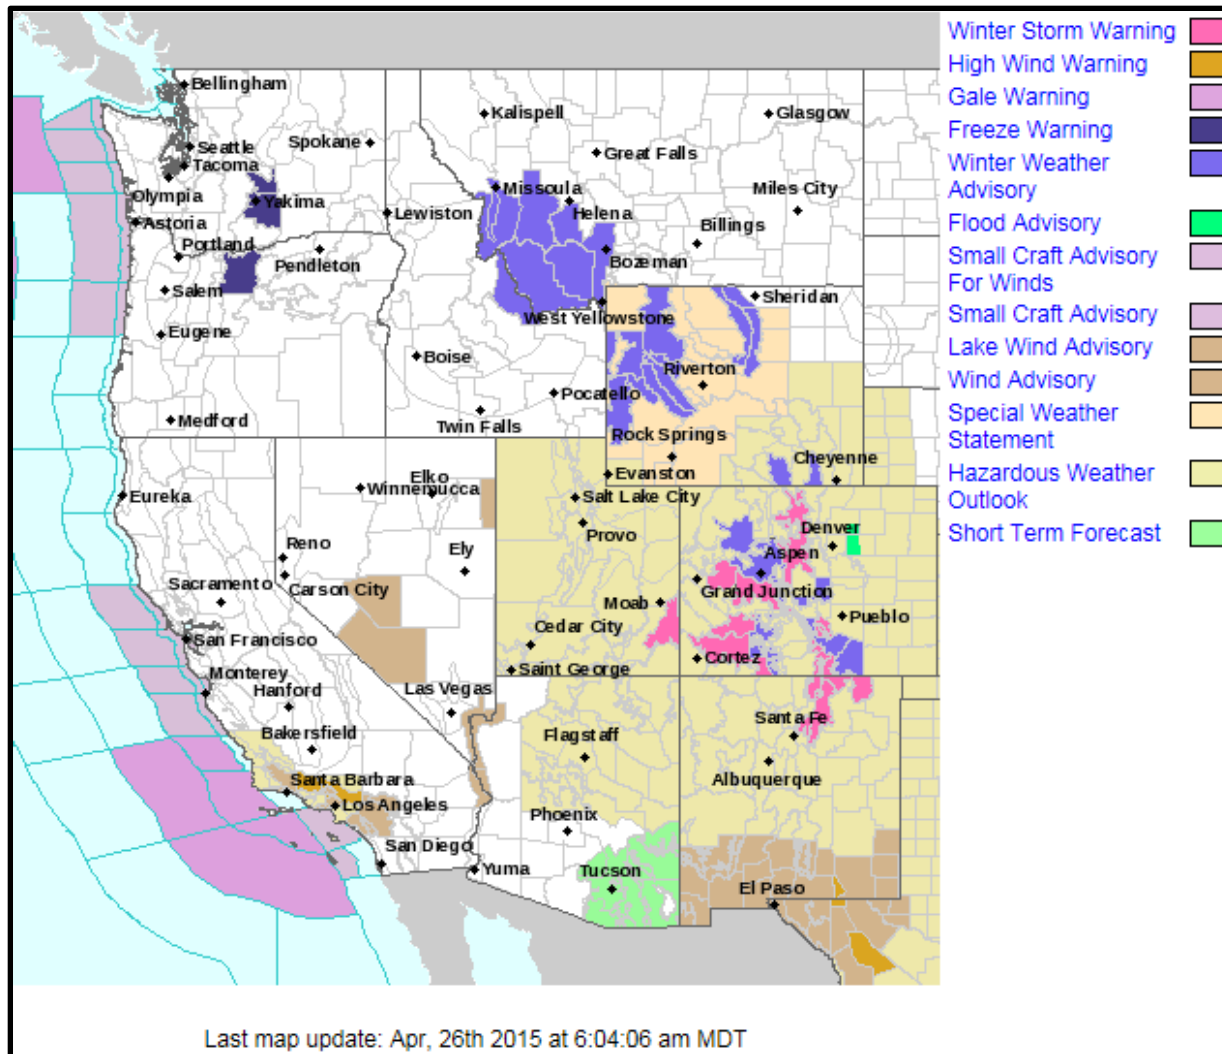 Winter Storm Warning
High Wind Warning
Gale Warning
Freeze Warning
Winter Weather
Advisory
Flood Advisory
Small Craft Advisory
For Winds
Small Craft Advisory
Lake Wind Advisory
Wind Advisory
Special Weather
Statement
Hazardous Weather
Outlook
Short Term Forecast
Bellingham
Kalispell
Glasgow
Seattle
Spokane
Great Falls
Tacoma
Missoula
Miles City
Olympia
Yakima
Helena
Astoria
Lewiston
Billings
Portland
Pendleton
Bozeman
Salem
Sheridan
West Yellowstone
Eugene
Boise
Riverton
Pocatello
Medford
Twin Falls
Rock Springs
Cheyenne
Evanston
Elko
Winnemucca
Eureka
Salt Lake City
Provo
Denver
Reno
Ely
Aspen
Carson City
Grand Junction
Sacramento
Moab
Pueblo
Cedar City
San Francisco
Cortez
Saint George
Monterey
Hanford
Las Vegas
Santa Fe
Bakersfield
Flagstaff
Albuquerque
Santa Barbara
Los Angeles
Phoenix
San Diego
Yuma
Tucson
El Paso
Last map update: Apr, 26th 2015 at 6:04:06 am MDT